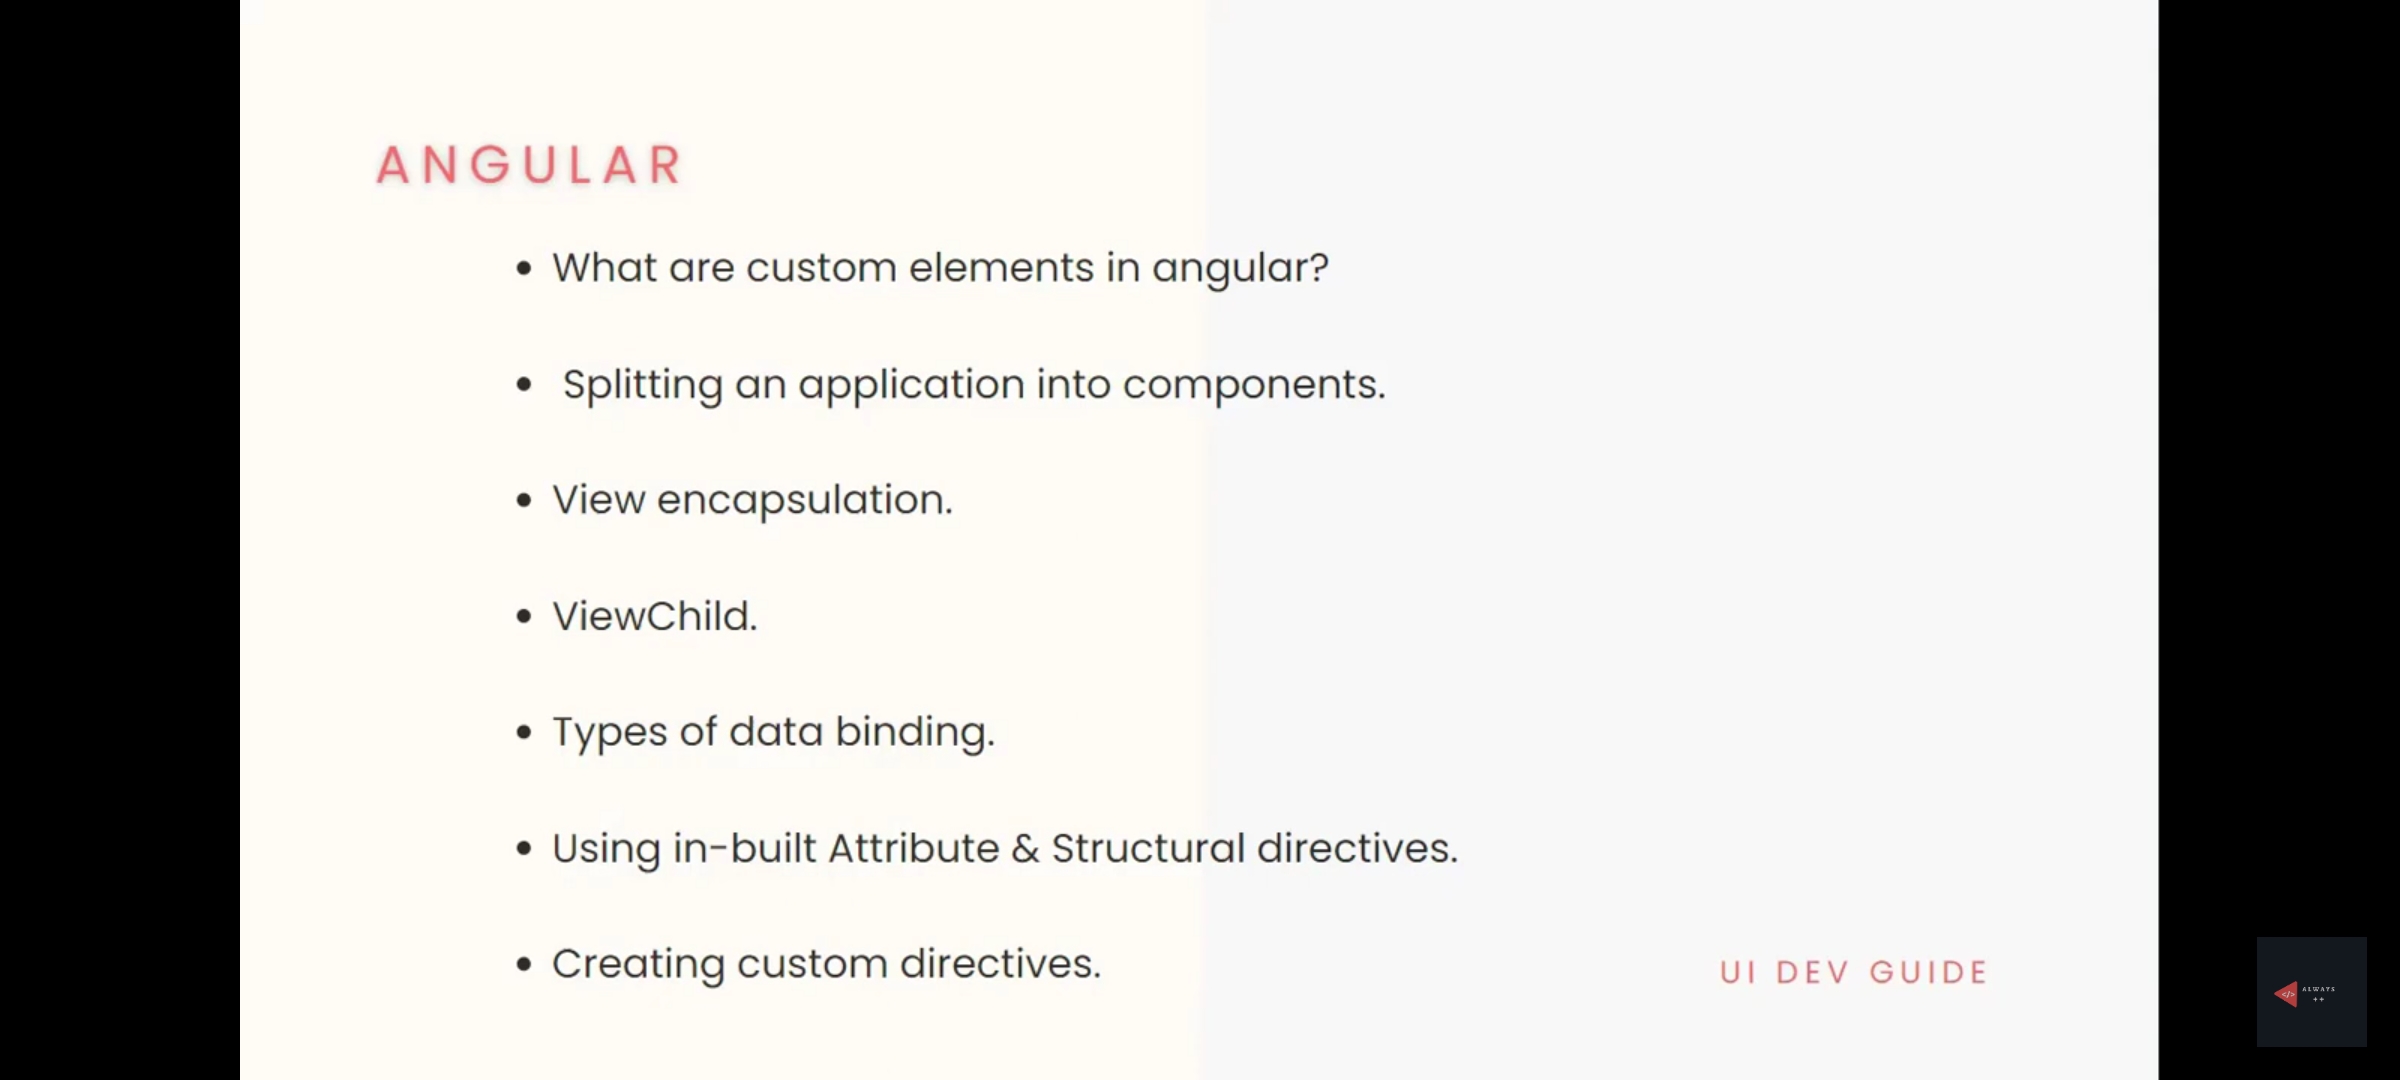 ANGULAR
• What are custom elements in angular?
• Splitting an application into components.
• View encapsulation.
• ViewChild.
• Types of data binding.
• Using in-built Attribute & Structural directives.
• Creating custom directives.
UI DEV GUIDE
</>
ALWAYS
++